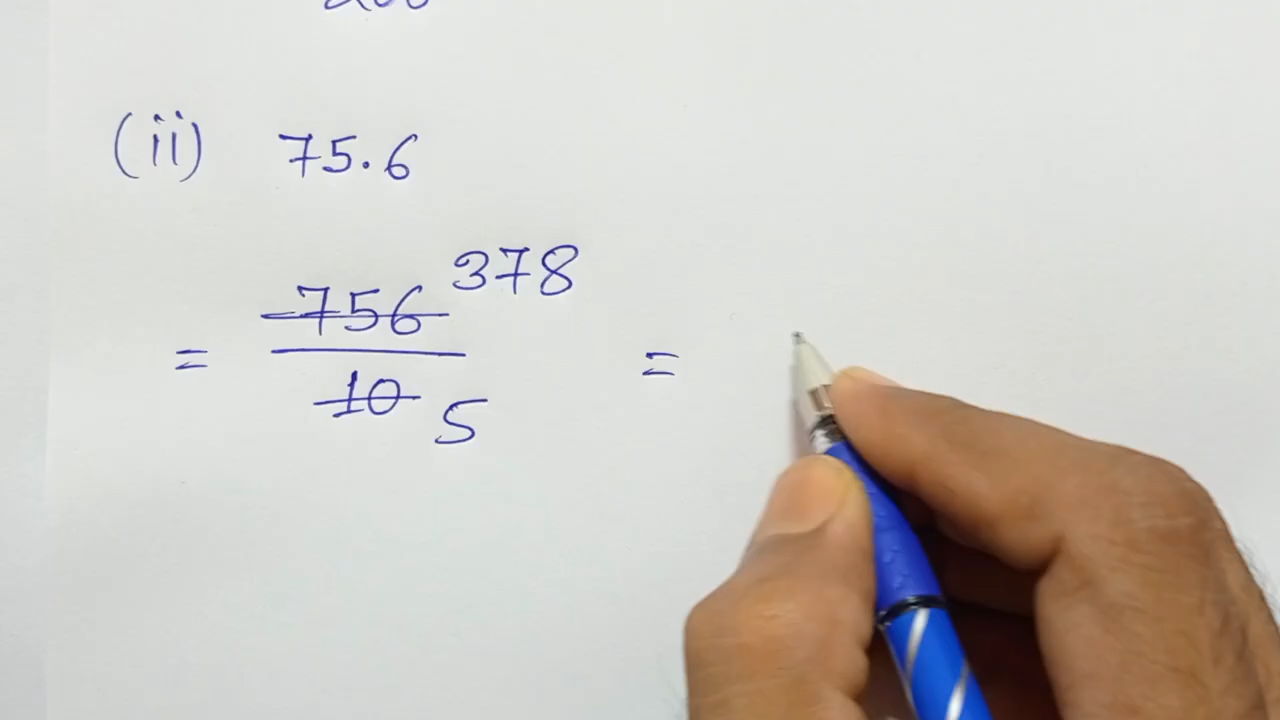 (ii) 75.6
= 756/10 378/5 =